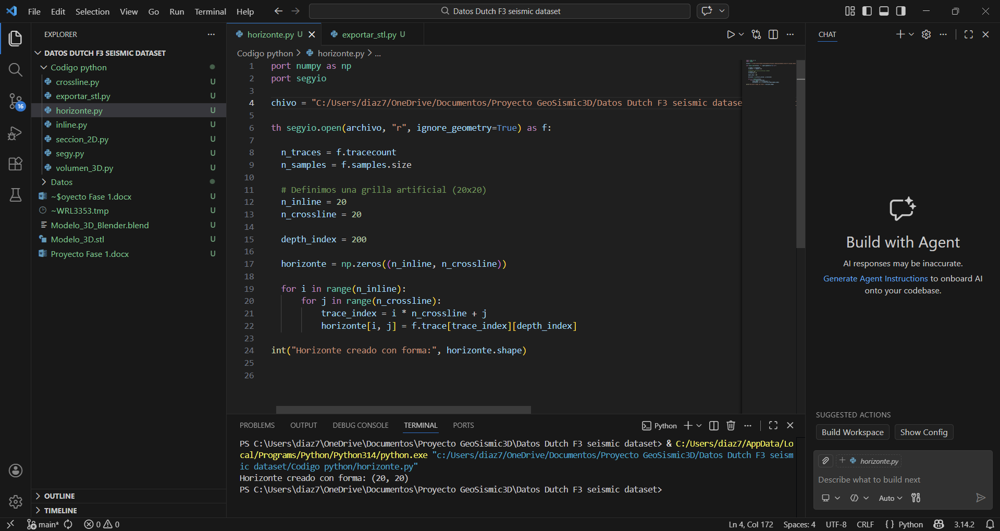 File Edit Selection View Go Run Terminal Help
Datos Dutch F3 seismic dataset
EXPLORER
DATOS DUTCH F3 SEISMIC DATASET
Codigo python
crossline.py U
exportar_stl.py U
horizonte.py U
inline.py U
seccion_2D.py U
segy.py U
volumen_3D.py U
Datos
~$oyecto Fase 1.docx U
~WRL3353.tmp U
Modelo_3D_Blender.blend U
Modelo_3D.stl U
Proyecto Fase 1.docx U
OUTLINE
TIMELINE
16
horizonte.py U
exportar_stl.py U
Codigo python > horizonte.py > ...
1 port numpy as np
2 port segyio
3
4 chivo = "C:/Users/diaz7/OneDrive/Documentos/Proyecto GeoSismic3D/Datos Dutch F3 seismic datase
5
6 th segyio.open(archivo, "r", ignore_geometry=True) as f:
7
8 n_traces = f.tracecount
9 n_samples = f.samples.size
10
11 # Definimos una grilla artificial (20x20)
12 n_inline = 20
13 n_crossline = 20
14
15 depth_index = 200
16
17 horizonte = np.zeros((n_inline, n_crossline))
18
19 for i in range(n_inline):
20 for j in range(n_crossline):
21 trace_index = i * n_crossline + j
22 horizonte[i, j] = f.trace[trace_index][depth_index]
23
24 int("Horizonte creado con forma:", horizonte.shape)
25
26
PROBLEMS OUTPUT DEBUG CONSOLE TERMINAL PORTS
Python
PS C:\Users\diaz7\OneDrive\Documentos\Proyecto GeoSismic3D\Datos Dutch F3 seismic dataset> & C:/Users/diaz7/AppData/Lo
cal/Programs/Python/Python314/python.exe "c:/Users/diaz7/OneDrive/Documentos/Proyecto GeoSismic3D/Datos Dutch F3 seism
ic dataset/Codigo python/horizonte.py"
Horizonte creado con forma: (20, 20)
PS C:\Users\diaz7\OneDrive\Documentos\Proyecto GeoSismic3D\Datos Dutch F3 seismic dataset>
CHAT
Build with Agent
AI responses may be inaccurate.
Generate Agent Instructions to onboard AI
onto your codebase.
SUGGESTED ACTIONS
Build Workspace Show Config
horizonte.py
Describe what to build next
Auto
main* 0 0
Ln 4, Col 172 Spaces: 4 UTF-8 CRLF { } Python 3.14.2